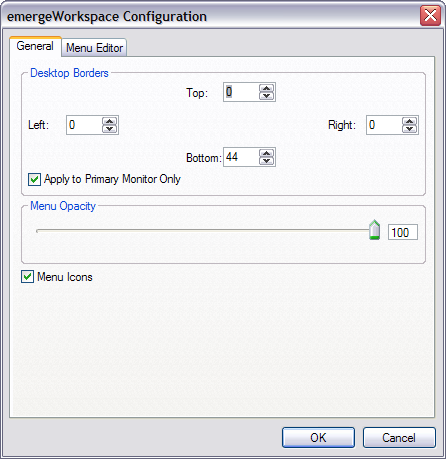 emergeWorkspace Configuration
General Menu Editor
Desktop Borders
Top: 0
Left: 0 Right: 0
Bottom: 44
Apply to Primary Monitor Only
Menu Opacity
100
Menu Icons
OK Cancel